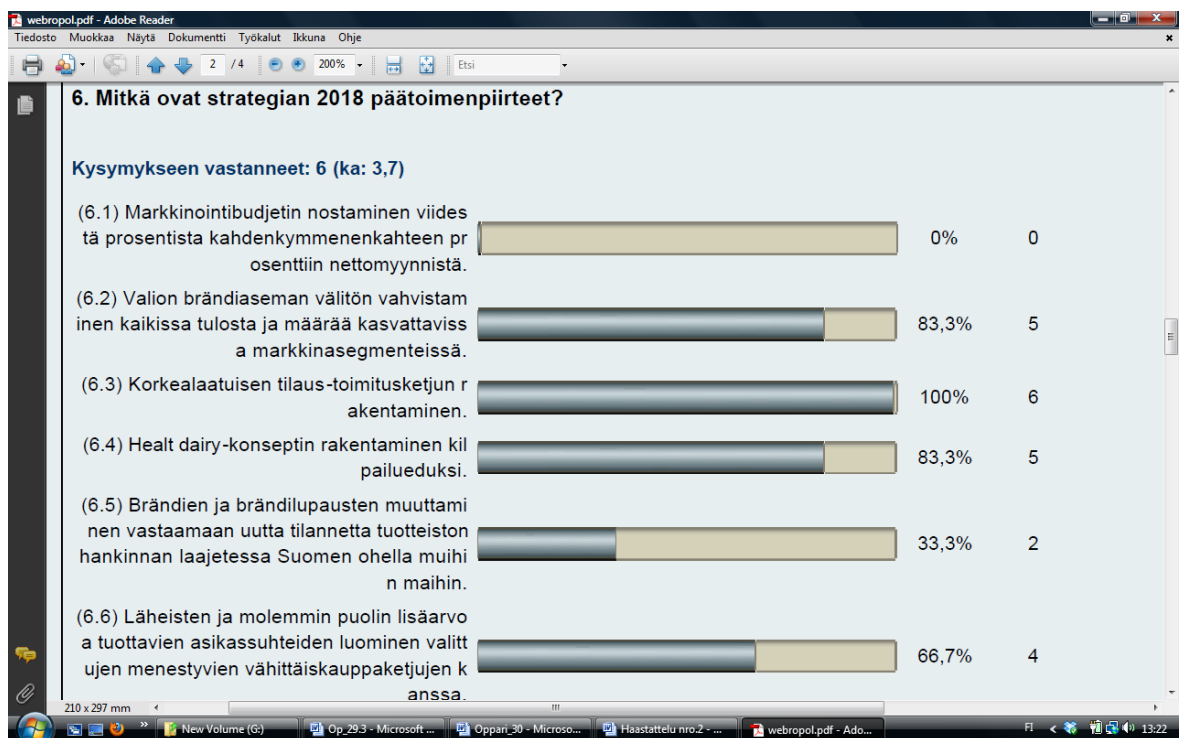 webropol.pdf - Adobe Reader
Tiedosto Muokkaa Näytä Dokumentti Työkalut Ikkuna Ohje
2 / 4 200% Etsi
6. Mitkä ovat strategian 2018 päätoimenpiirteet?
Kysymykseen vastanneet: 6 (ka: 3,7)
(6.1) Markkinointibudjetin nostaminen viides
tä prosentista kahdenkymmenenkahteen pr 0% 0
osenttiin nettomyynnistä.
(6.2) Valion brändiaseman välitön vahvistam
inen kaikissa tulosta ja määrää kasvattaviss 83,3% 5
a markkinasegmenteissä.
(6.3) Korkealaatuisen tilaus-toimitusketjun r 100% 6
akentaminen.
(6.4) Healt dairy-konseptin rakentaminen kil 83,3% 5
pailueduksi.
(6.5) Brändien ja brändilupausten muuttami
nen vastaamaan uutta tilannetta tuotteiston
hankinnan laajetessa Suomen ohella muihi 33,3% 2
n maihin.
(6.6) Läheisten ja molemmin puolin lisäarvo
a tuottavien asikassuhteiden luominen valitt 66,7% 4
ujen menestyvien vähittäiskauppaketjujen k
anssa.
210 x 297 mm
New Volume (G:) Op_29.3 - Microsoft ... Oppari_30 - Microso... Haastattelu nro.2 - ... webropol.pdf - Ado... FI 13:22